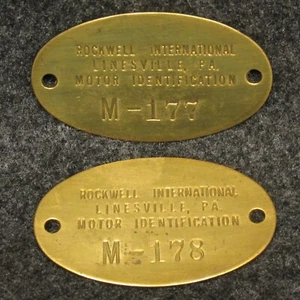 ROCKWELL INTERNATIONAL
LINESVILLE, PA.
MOTOR IDENTIFICATION
M-177
ROCKWELL INTERNATIONAL
LINESVILLE, PA.
MOTOR IDENTIFICATION
M-178